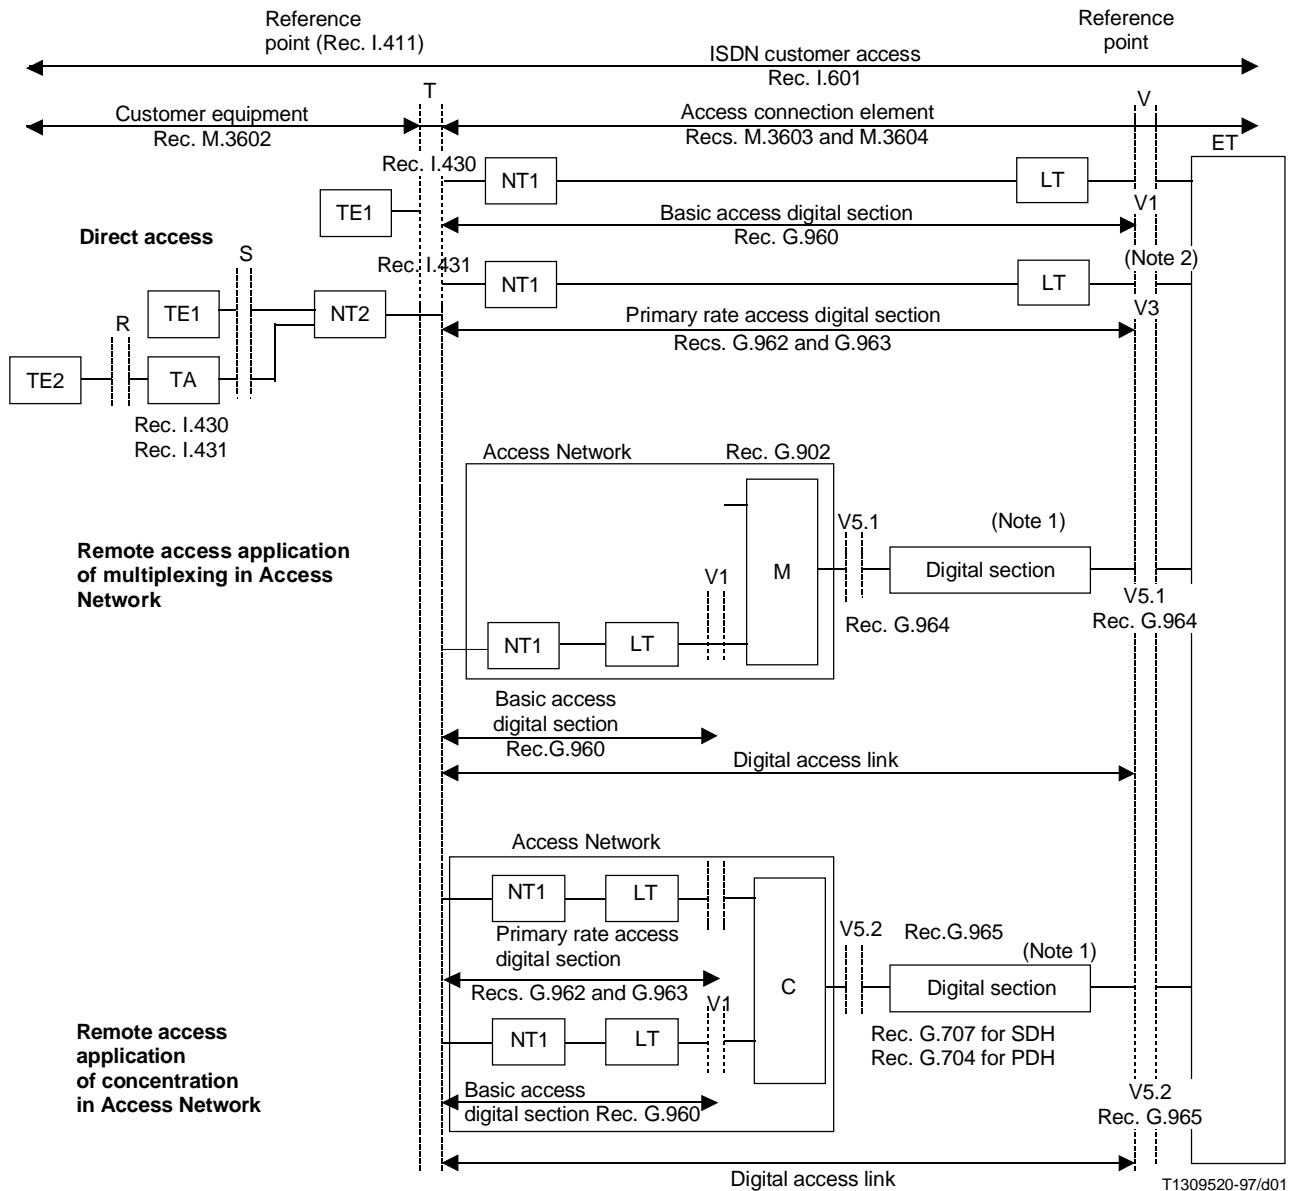 Reference
point (Rec. I.411)
Reference
point
ISDN customer access
Rec. I.601
T
V
Customer equipment
Rec. M.3602
Access connection element
Recs. M.3603 and M.3604
ET
Rec. I.430
NT1
LT
TE1
V1
Basic access digital section
Rec. G.960
Direct access
S
Rec. I.431
NT1
LT
(Note 2)
TE1
NT2
V3
R
Primary rate access digital section
Recs. G.962 and G.963
TE2
TA
Rec. I.430
Rec. I.431
Access Network
Rec. G.902
V5.1
(Note 1)
Remote access application
of multiplexing in Access
Network
V1
M
Digital section
V5.1
Rec. G.964
Rec. G.964
NT1
LT
Basic access
digital section
Rec.G.960
Digital access link
Access Network
NT1
LT
Primary rate access
digital section
Recs. G.962 and G.963
V5.2
Rec.G.965
(Note 1)
C
Digital section
V1
NT1
LT
Rec. G.707 for SDH
Rec. G.704 for PDH
Remote access
application
of concentration
in Access Network
Basic access
digital section Rec. G.960
V5.2
Rec. G.965
Digital access link
T1309520-97/d01